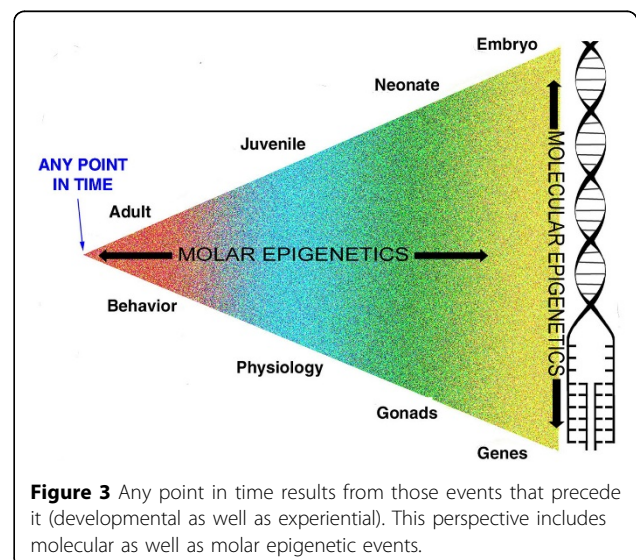 Embryo
Neonate
Juvenile
ANY POINT
IN TIME
Adult
MOLAR EPIGENETICS
MOLECULAR EPIGENETICS
Behavior
Physiology
Gonads
Genes
Figure 3 Any point in time results from those events that precede
it (developmental as well as experiential). This perspective includes
molecular as well as molar epigenetic events.